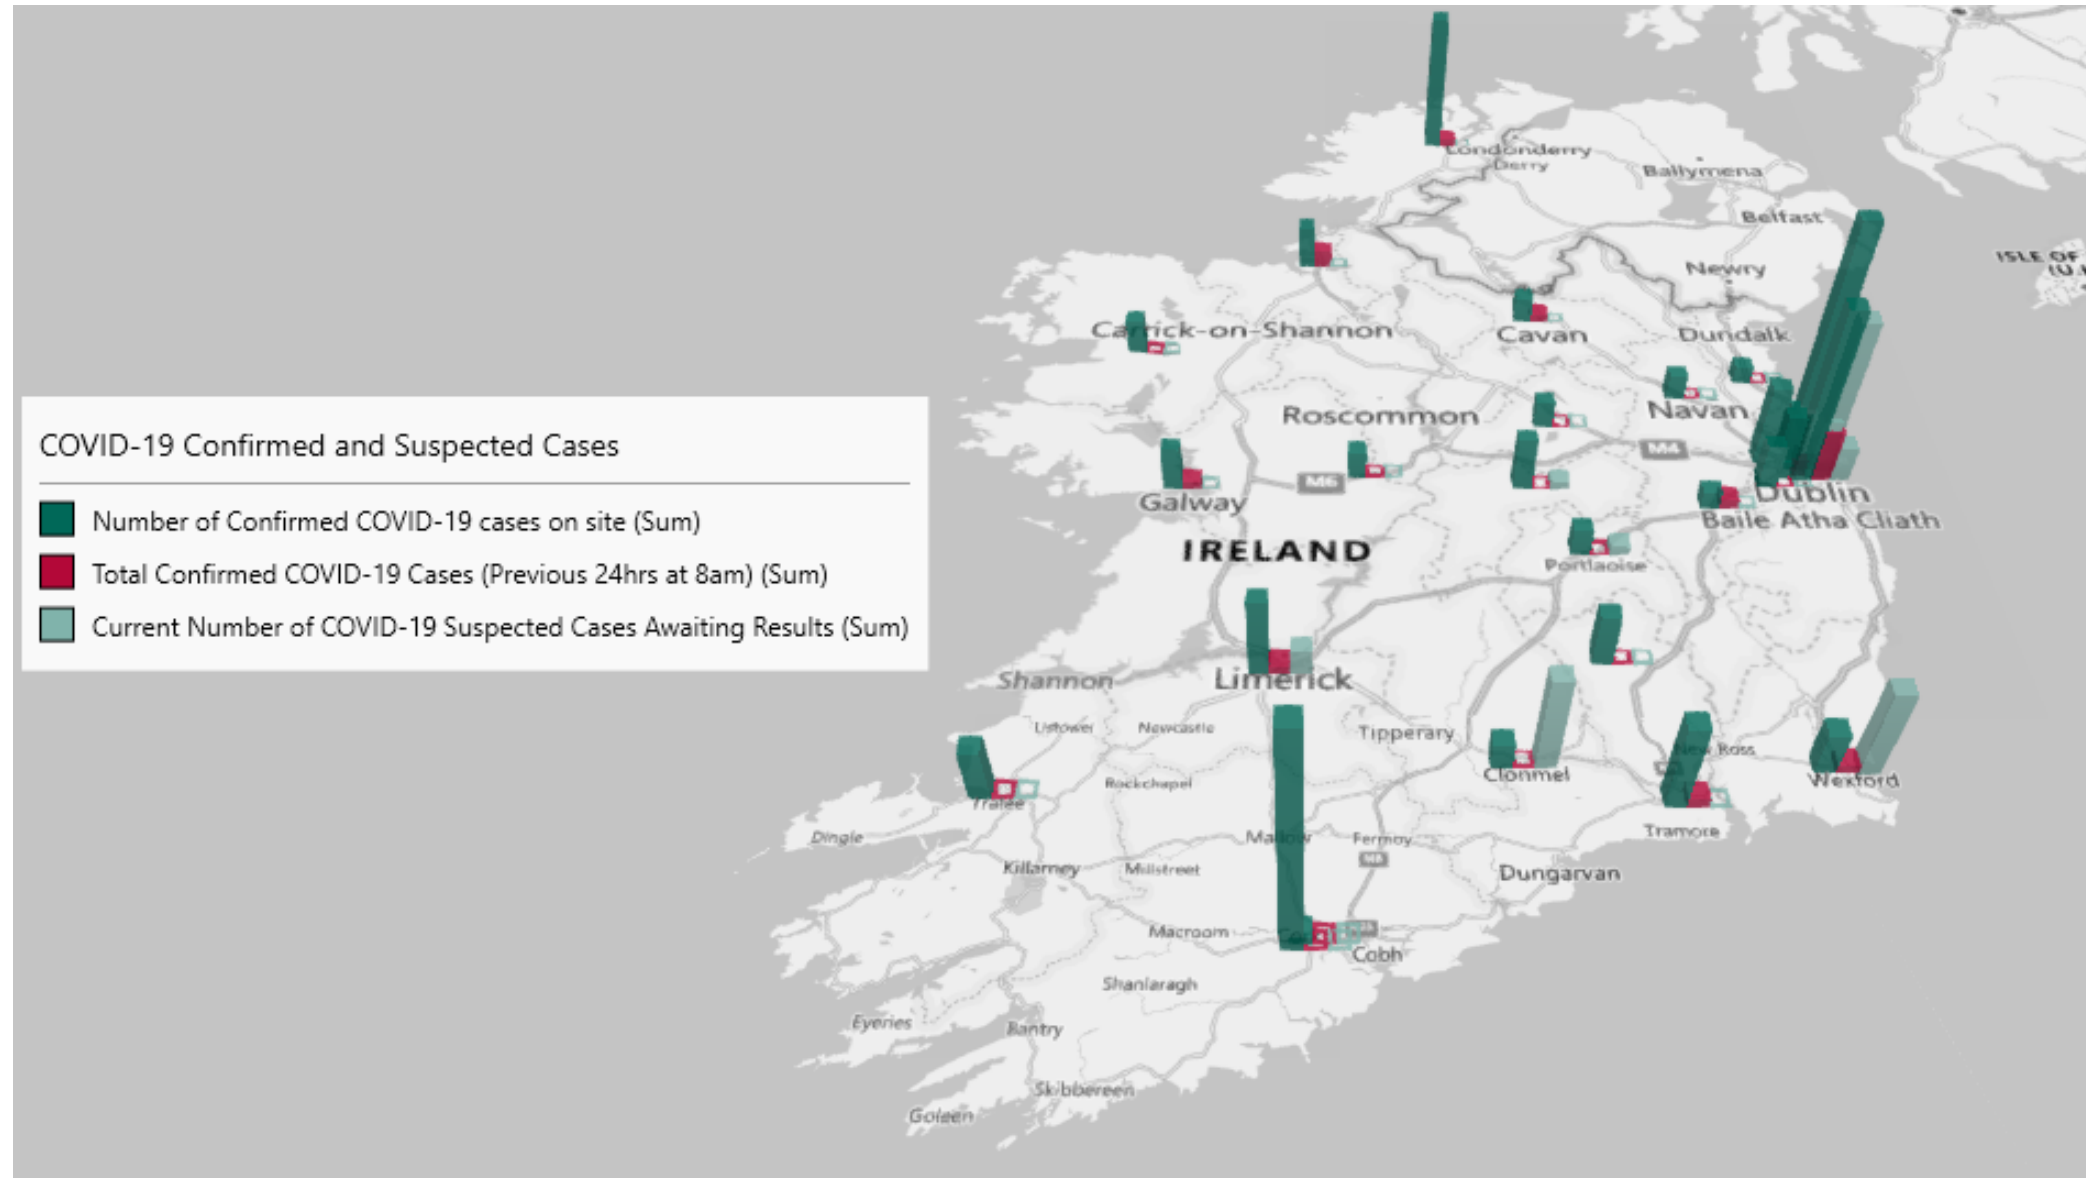 Londonderry
Derry
Ballymena
Belfast
ISLE OF
Newry
(U.K
Carrick-on-Shannon
Cavan
Dundalk
Navan
Roscommon
COVID-19 Confirmed and Suspected Cases
M4
M6
Dublin
Galway
Number of Confirmed COVID-19 cases on site (Sum)
Baile Atha Cliath
IRELAND
Portlaoise
Total Confirmed COVID-19 Cases (Previous 24hrs at 8am) (Sum)
Current Number of COVID-19 Suspected Cases Awaiting Results (Sum)
Shannon
Limerick
Listowel
Newcastle
Tipperary
New Ross
Clonmel
Rockchapel
Wexford
Tralee
Tramore
Dingle
Mallow
Fermoy
M8
Killarney
Millstreet
Dungarvan
Macroom
Cobh
Shanlaragh
Eyeries
Bantry
Skibbereen
Goleen